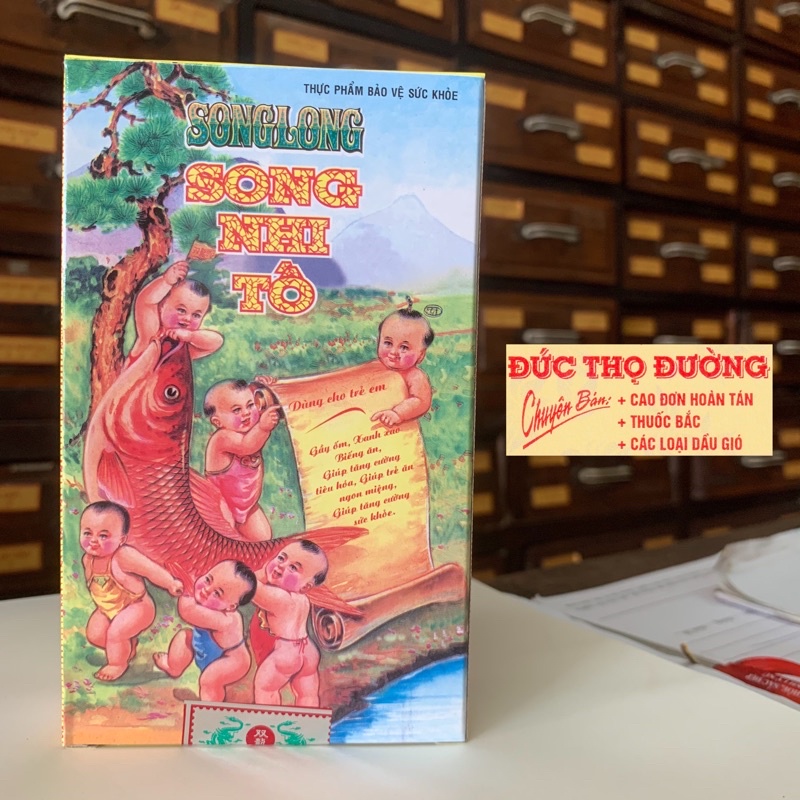 THỰC PHẨM BẢO VỆ SỨC KHỎE
SONGLONG
SONG
NHI
TÔ
Dùng cho trẻ em
Gầy ốm, Xanh xao
Biếng ăn,
Giúp tăng cường
tiêu hóa, Giúp trẻ ăn
ngon miệng,
Giúp tăng cường
sức khỏe.
ĐỨC THỌ ĐƯỜNG
Chuyên Bán: + CAO ĐƠN HOÀN TÁN
+ THUỐC BẮC
+ CÁC LOẠI DẦU GIÓ